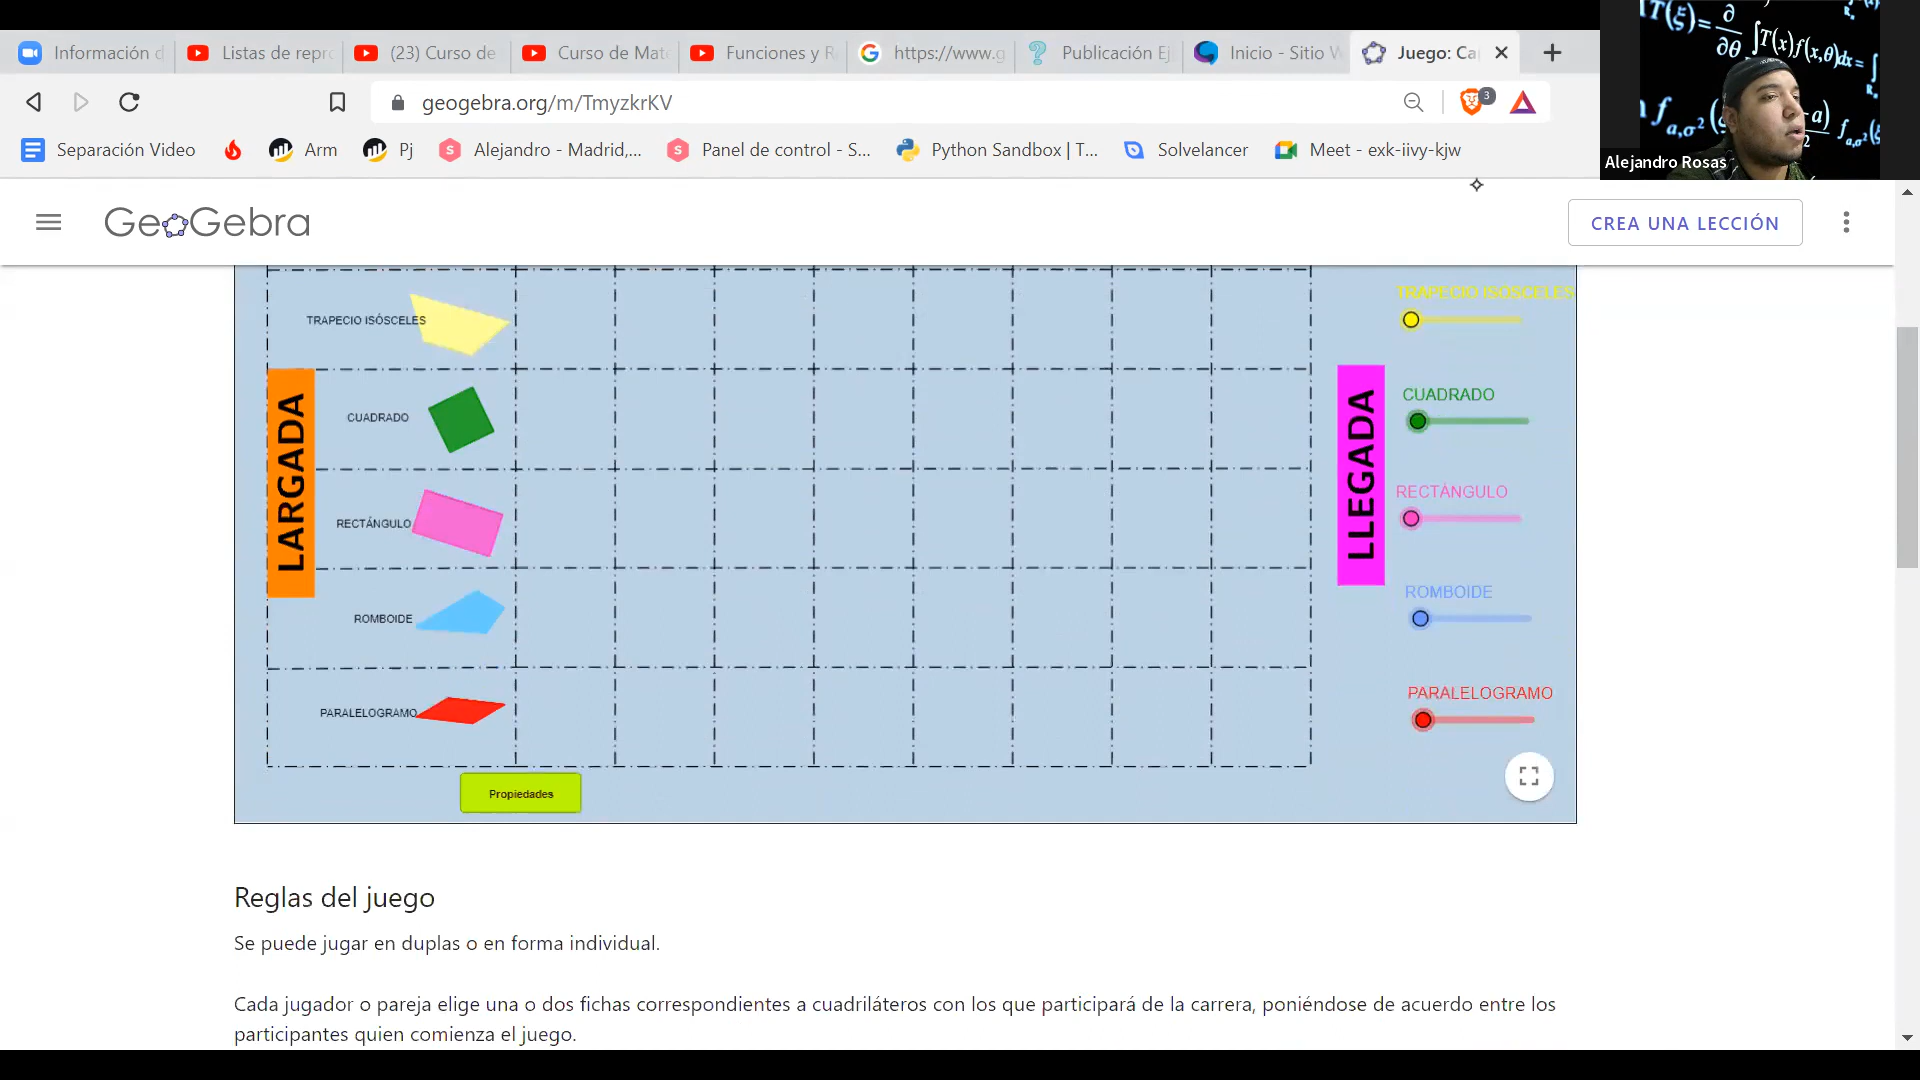 Información d
Listas de repro
(23) Curso de
Curso de Mat
Funciones y R
https://www.g
Publicación Ej
Inicio - Sitio W
Juego: Ca
geogebra.org/m/TmyzkrKV
3
Separación Video
Arm
Pj
Alejandro - Madrid,...
Panel de control - S...
Python Sandbox | T...
Solvelancer
Meet - exk-iivy-kjw
Alejandro Rosas
GeoGebra
CREA UNA LECCIÓN
TRAPECIO ISÓSCELES
CUADRADO
RECTÁNGULO
ROMBOIDE
PARALELOGRAMO
LARGADA
LLEGADA
TRAPECIO ISÓSCELES
CUADRADO
RECTÁNGULO
ROMBOIDE
PARALELOGRAMO
Propiedades
Reglas del juego
Se puede jugar en duplas o en forma individual.
Cada jugador o pareja elige una o dos fichas correspondientes a cuadriláteros con los que participará de la carrera, poniéndose de acuerdo entre los
participantes quien comienza el juego.